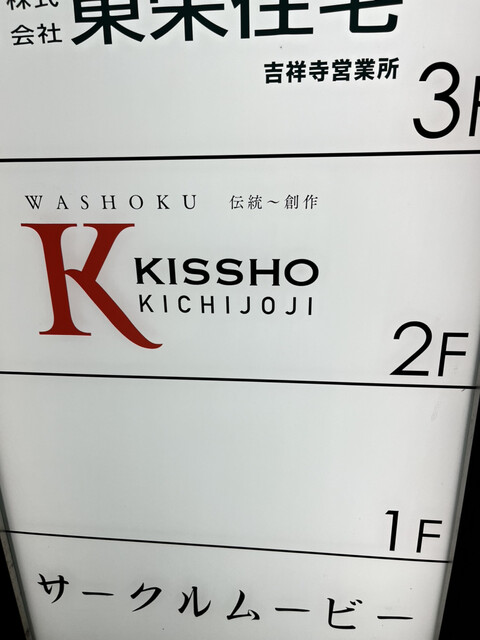 株式
会社 東栄住宅
吉祥寺営業所
3F
WASHOKU 伝統～創作
K KISSHO
KICHIJOJI
2F
1F
サークルムービー